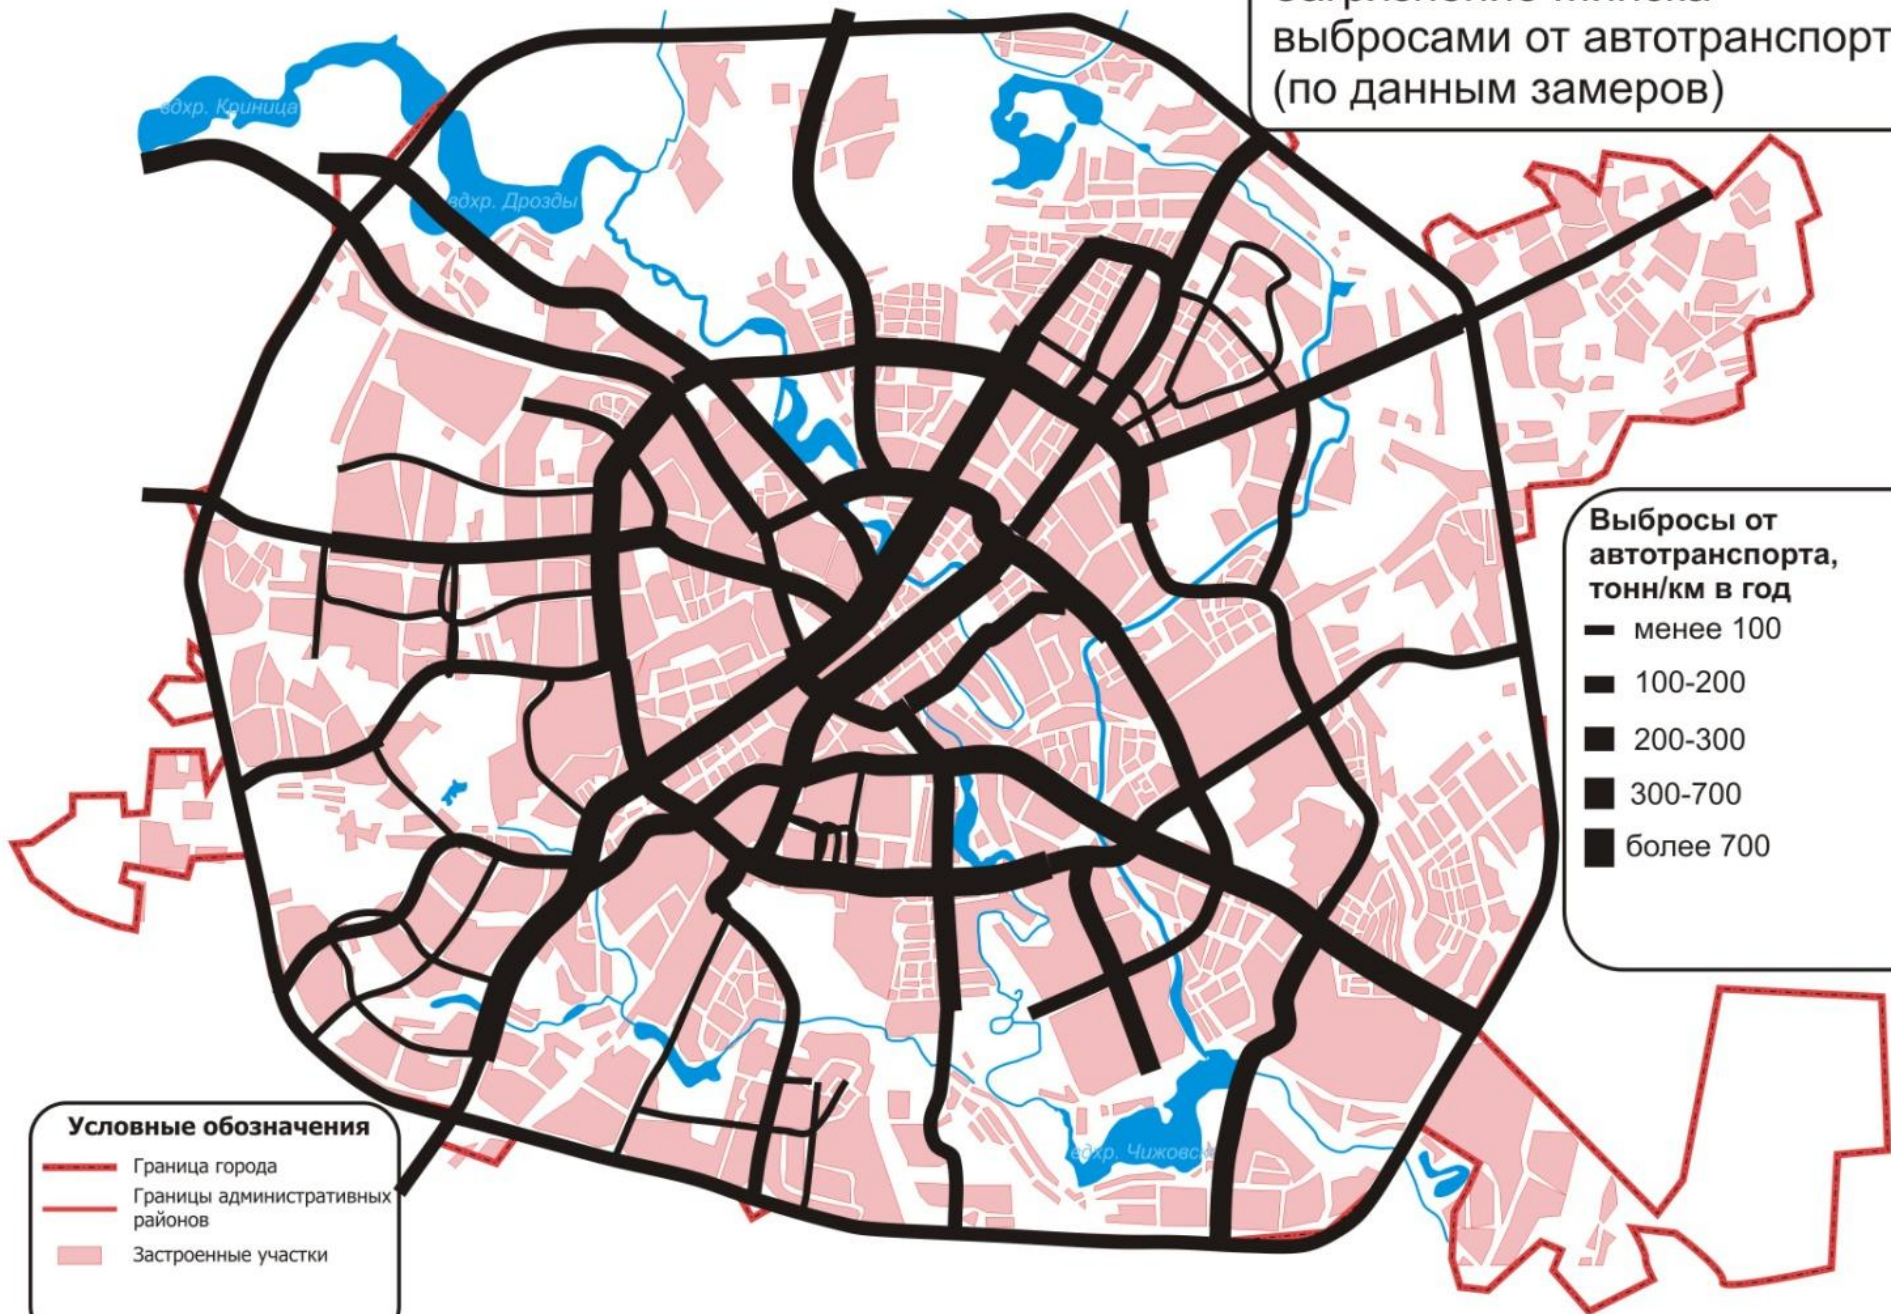 выбросами от автотранспорт
(по данным замеров)
вдхр. Криница
вдхр. Дрозды
Выбросы от
автотранспорта,
тонн/км в год
менее 100
100-200
200-300
300-700
более 700
вдхр.
Условные обозначения
Граница города
Границы административных
районов
Застроенные участки